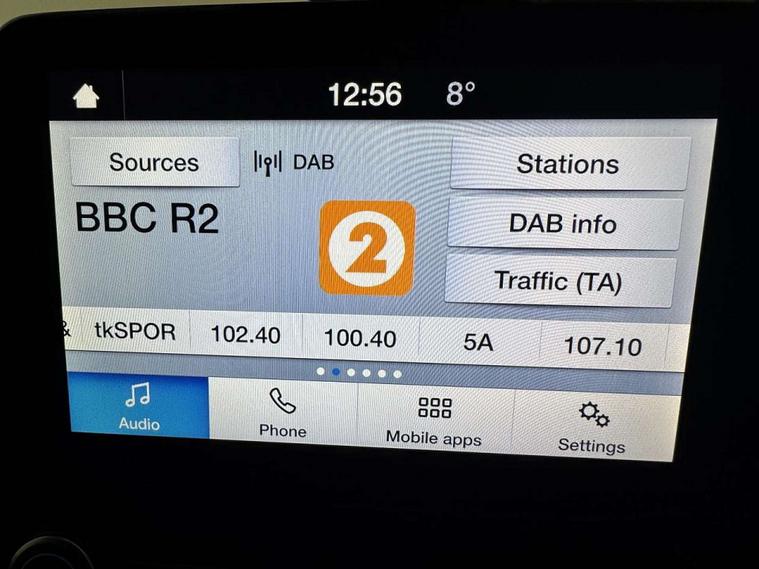 12:56 8°
Sources DAB Stations
BBC R2
2
DAB info
Traffic (TA)
& tkSPOR 102.40 100.40 5A 107.10
Audio Phone Mobile apps Settings